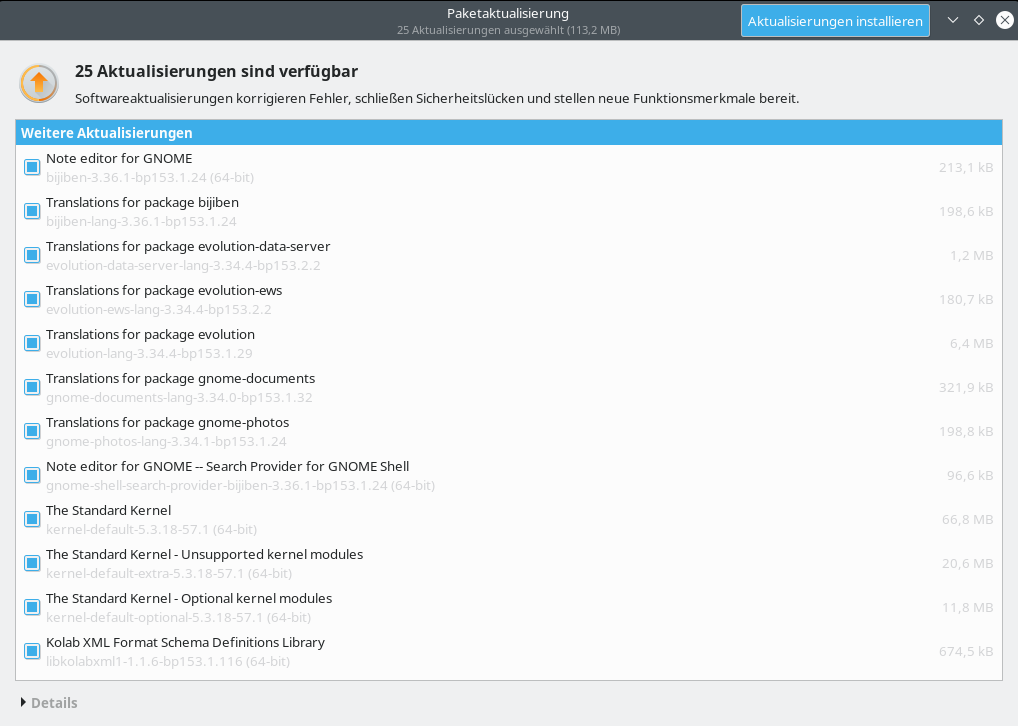 Paketaktualisierung
25 Aktualisierungen ausgewählt (113,2 MB)
Aktualisierungen installieren
25 Aktualisierungen sind verfügbar
Softwareaktualisierungen korrigieren Fehler, schließen Sicherheitslücken und stellen neue Funktionsmerkmale bereit.
Weitere Aktualisierungen
Note editor for GNOME
bijiben-3.36.1-bp153.1.24 (64-bit)
213,1 kB
Translations for package bijiben
bijiben-lang-3.36.1-bp153.1.24
198,6 kB
Translations for package evolution-data-server
evolution-data-server-lang-3.34.4-bp153.2.2
1,2 MB
Translations for package evolution-ews
evolution-ews-lang-3.34.4-bp153.2.2
180,7 kB
Translations for package evolution
evolution-lang-3.34.4-bp153.1.29
6,4 MB
Translations for package gnome-documents
gnome-documents-lang-3.34.0-bp153.1.32
321,9 kB
Translations for package gnome-photos
gnome-photos-lang-3.34.1-bp153.1.24
198,8 kB
Note editor for GNOME -- Search Provider for GNOME Shell
gnome-shell-search-provider-bijiben-3.36.1-bp153.1.24 (64-bit)
96,6 kB
The Standard Kernel
kernel-default-5.3.18-57.1 (64-bit)
66,8 MB
The Standard Kernel - Unsupported kernel modules
kernel-default-extra-5.3.18-57.1 (64-bit)
20,6 MB
The Standard Kernel - Optional kernel modules
kernel-default-optional-5.3.18-57.1 (64-bit)
11,8 MB
Kolab XML Format Schema Definitions Library
libkolabxml1-1.1.6-bp153.1.116 (64-bit)
674,5 kB
Details